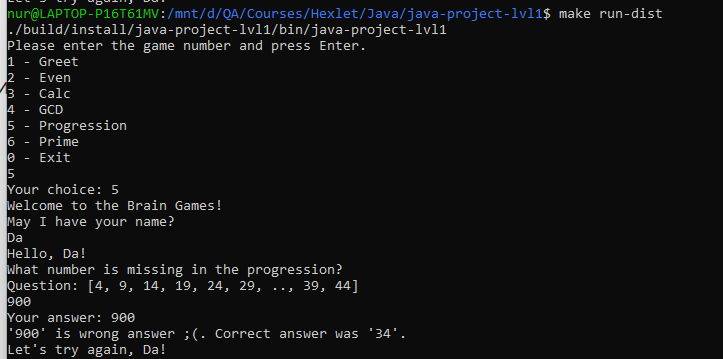 Let's try again, Da!
nur@LAPTOP-P16T61MV:/mnt/d/QA/Courses/Hexlet/Java/java-project-lvl1$ make run-dist
./build/install/java-project-lvl1/bin/java-project-lvl1
Please enter the game number and press Enter.
1 - Greet
2 - Even
3 - Calc
4 - GCD
5 - Progression
6 - Prime
0 - Exit
5
Your choice: 5
Welcome to the Brain Games!
May I have your name?
Da
Hello, Da!
What number is missing in the progression?
Question: [4, 9, 14, 19, 24, 29, .., 39, 44]
900
Your answer: 900
'900' is wrong answer ;(. Correct answer was '34'.
Let's try again, Da!